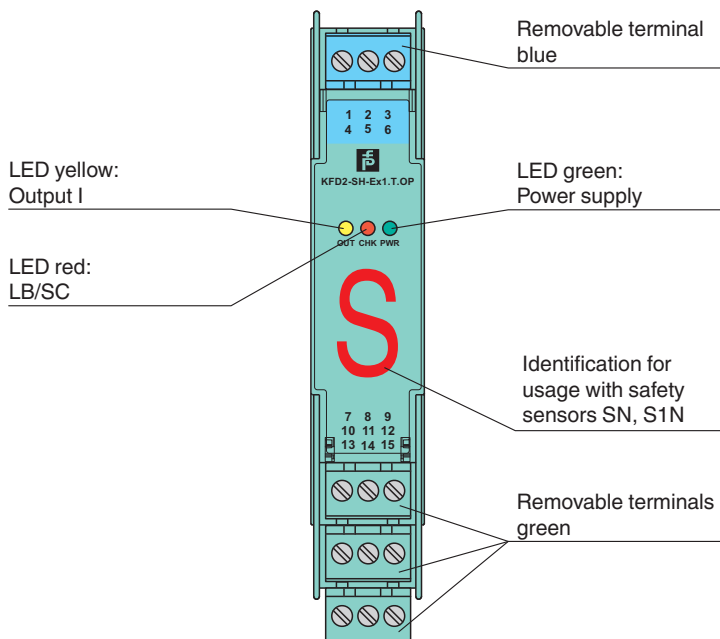 Removable terminal
blue
1 2 3
4 5 6
KFD2-SH-Ex1.T.OP
LED yellow:
Output I
LED green:
Power supply
OUT CHK PWR
LED red:
LB/SC
S
Identification for
usage with safety
sensors SN, S1N
7 8 9
10 11 12
13 14 15
Removable terminals
green